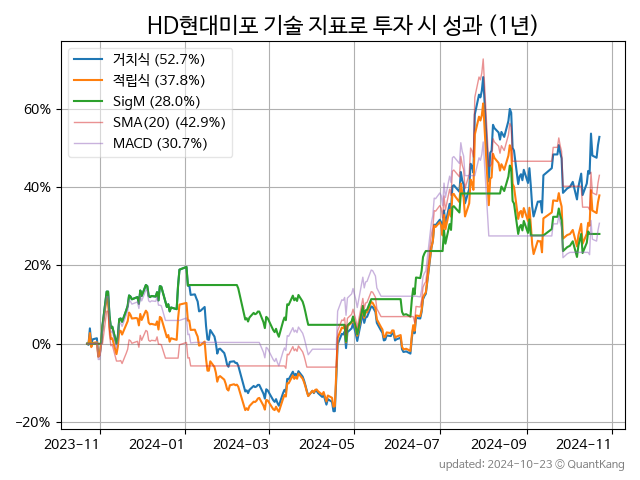 HD현대미포 기술 지표로 투자 시 성과 (1년)
거치식 (52.7%)
적립식 (37.8%)
SigM (28.0%)
SMA(20) (42.9%)
MACD (30.7%)
60%
40%
20%
0%
−20%
2023-11 2024-01 2024-03 2024-05 2024-07 2024-09 2024-11
updated: 2024-10-23 © QuantKang